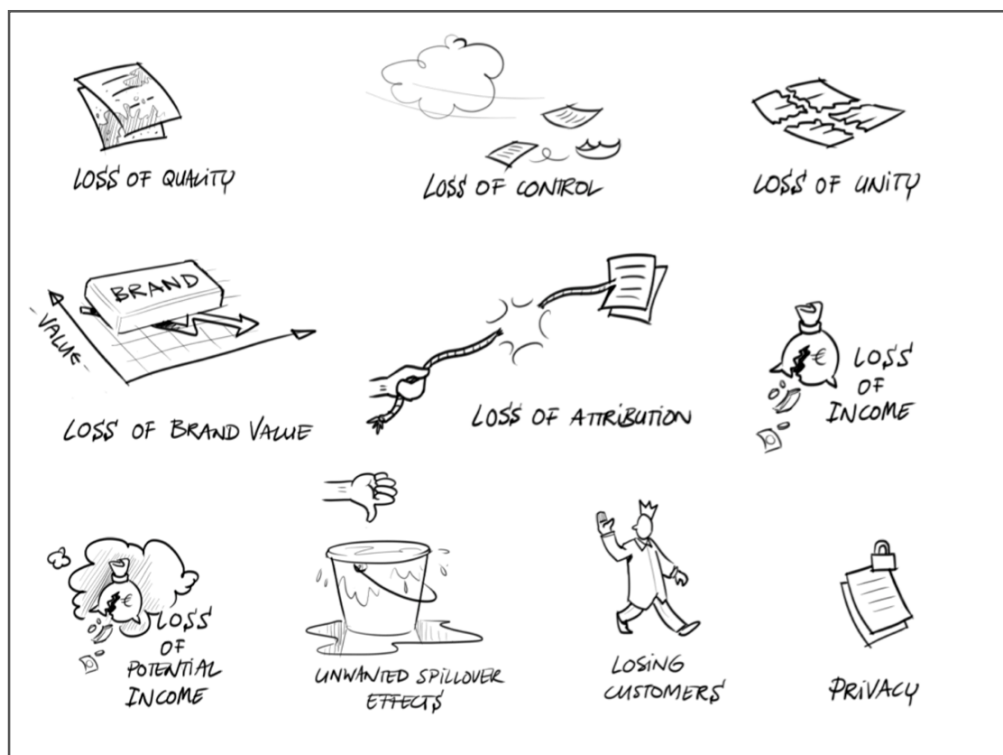 LOSS OF QUALITY
LOSS OF CONTROL
LOSS OF UNITY
BRAND
- VALUE -
LOSS OF BRAND VALUE
LOSS OF ATTRIBUTION
€
LOSS
OF
INCOME
€
LOSS
OF
POTENTIAL
INCOME
UNWANTED SPILLOVER
EFFECTS
LOSING
CUSTOMERS
PRIVACY